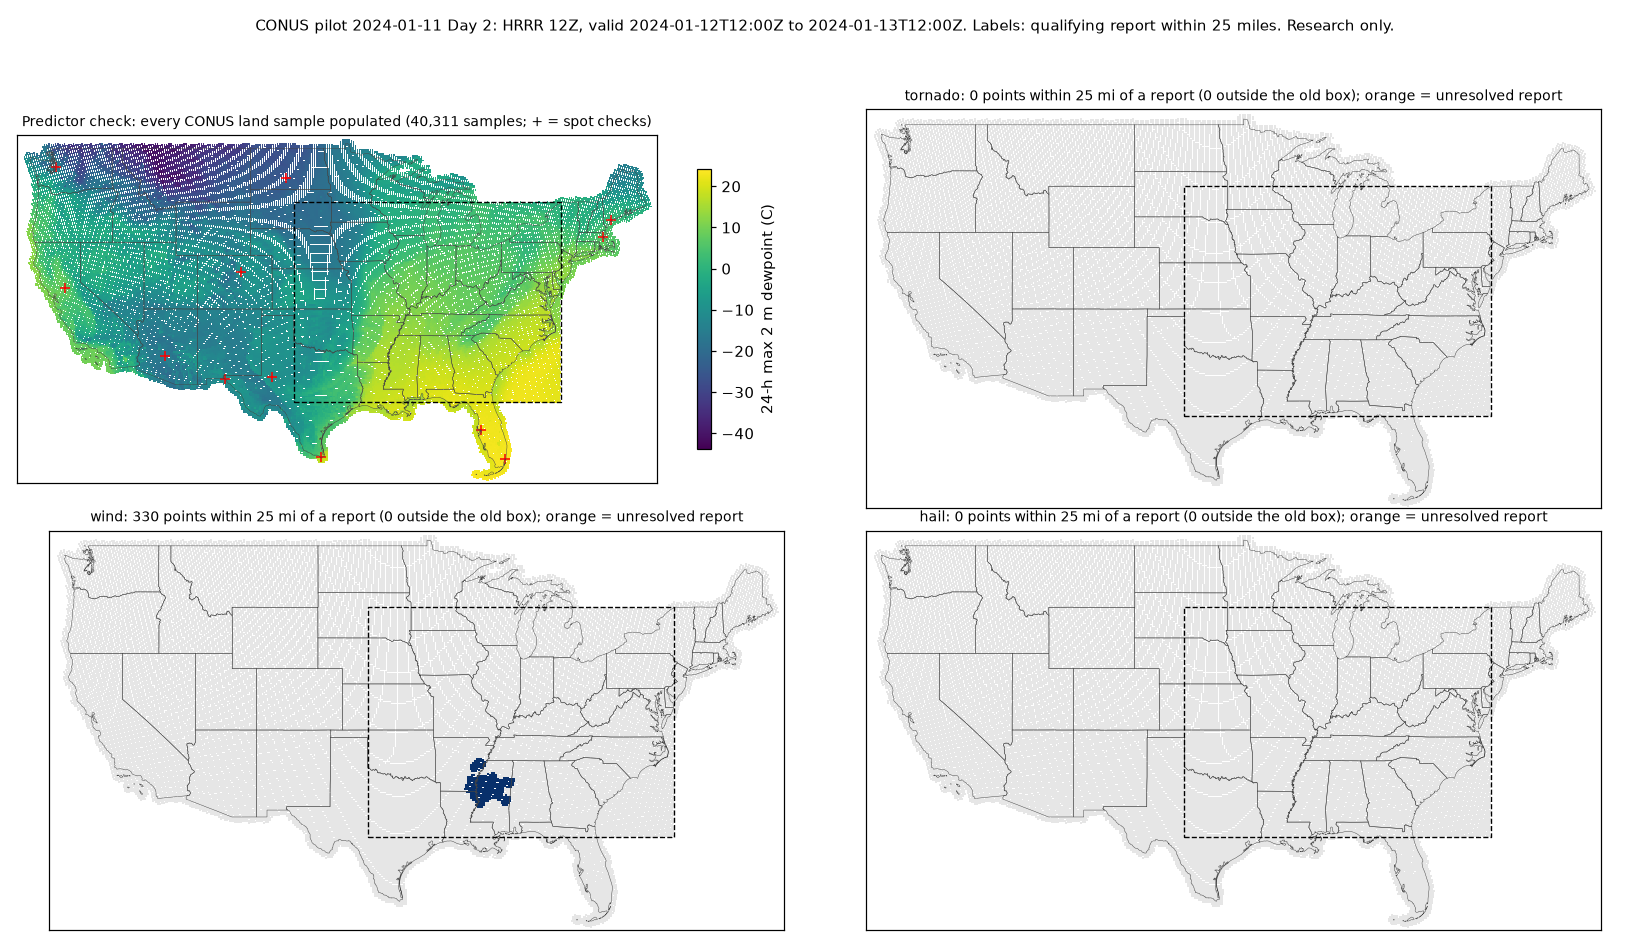 CONUS pilot 2024-01-11 Day 2: HRRR 12Z, valid 2024-01-12T12:00Z to 2024-01-13T12:00Z. Labels: qualifying report within 25 miles. Research only.
Predictor check: every CONUS land sample populated (40,311 samples; + = spot checks)
20
10
0
−10
−20
−30
−40
24-h max 2 m dewpoint (C)
tornado: 0 points within 25 mi of a report (0 outside the old box); orange = unresolved report
wind: 330 points within 25 mi of a report (0 outside the old box); orange = unresolved report
hail: 0 points within 25 mi of a report (0 outside the old box); orange = unresolved report